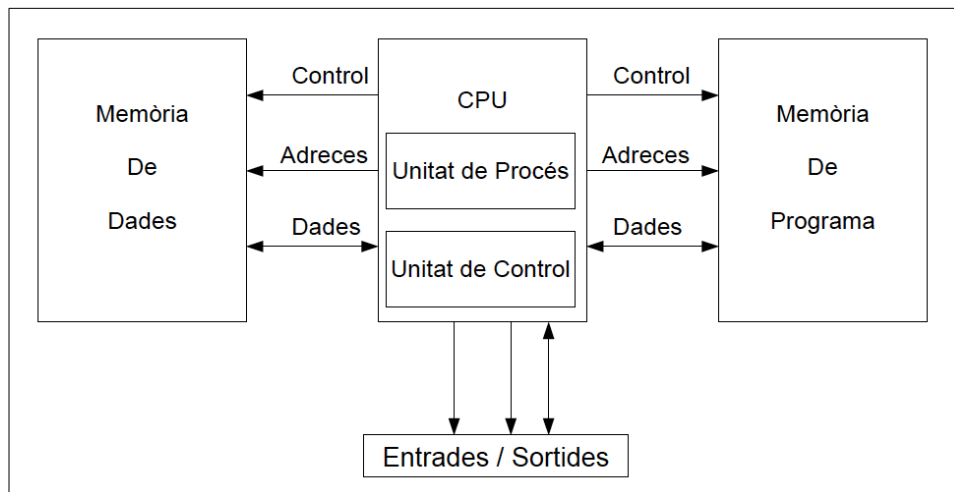 Memòria
De
Dades
Control
Adreces
Dades
CPU
Unitat de Procés
Unitat de Control
Control
Adreces
Dades
Memòria
De
Programa
Entrades / Sortides